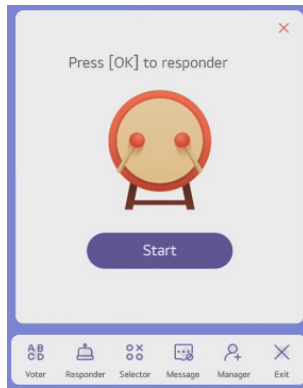 Press [OK] to responder
Start
A B
C D
Voter
Responder
Selector
Message
Manager
Exit